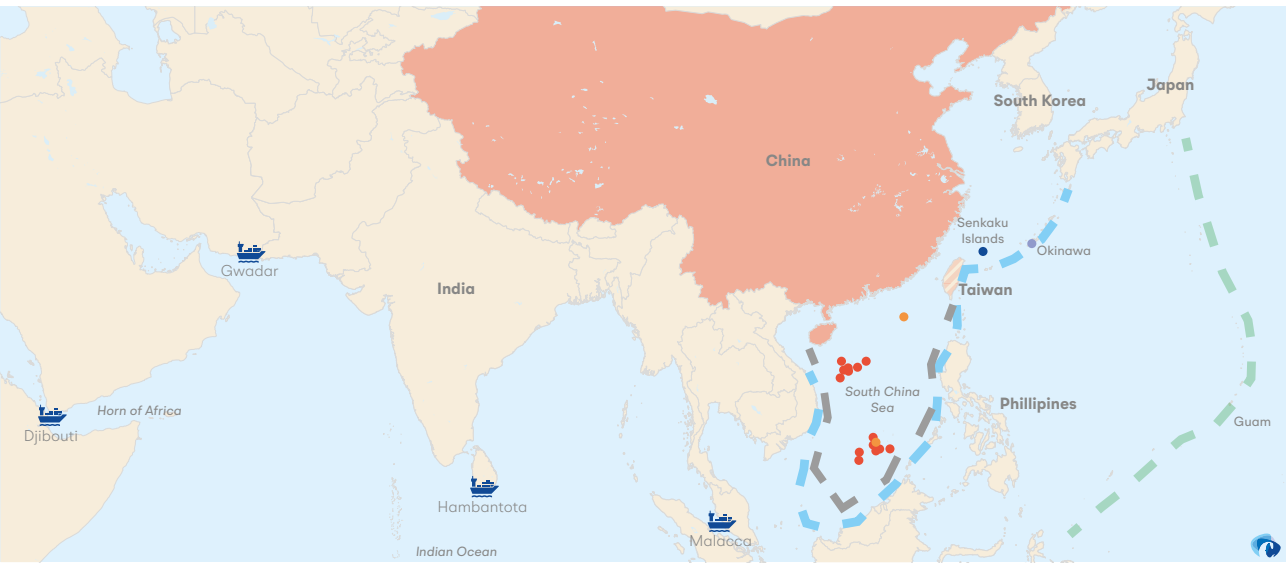 Japan
South Korea
China
Senkaku
Islands
Okinawa
Gwadar
India
Taiwan
South China
Sea
Phillipines
Horn of Africa
Guam
Djibouti
Hambantota
Malacca
Indian Ocean